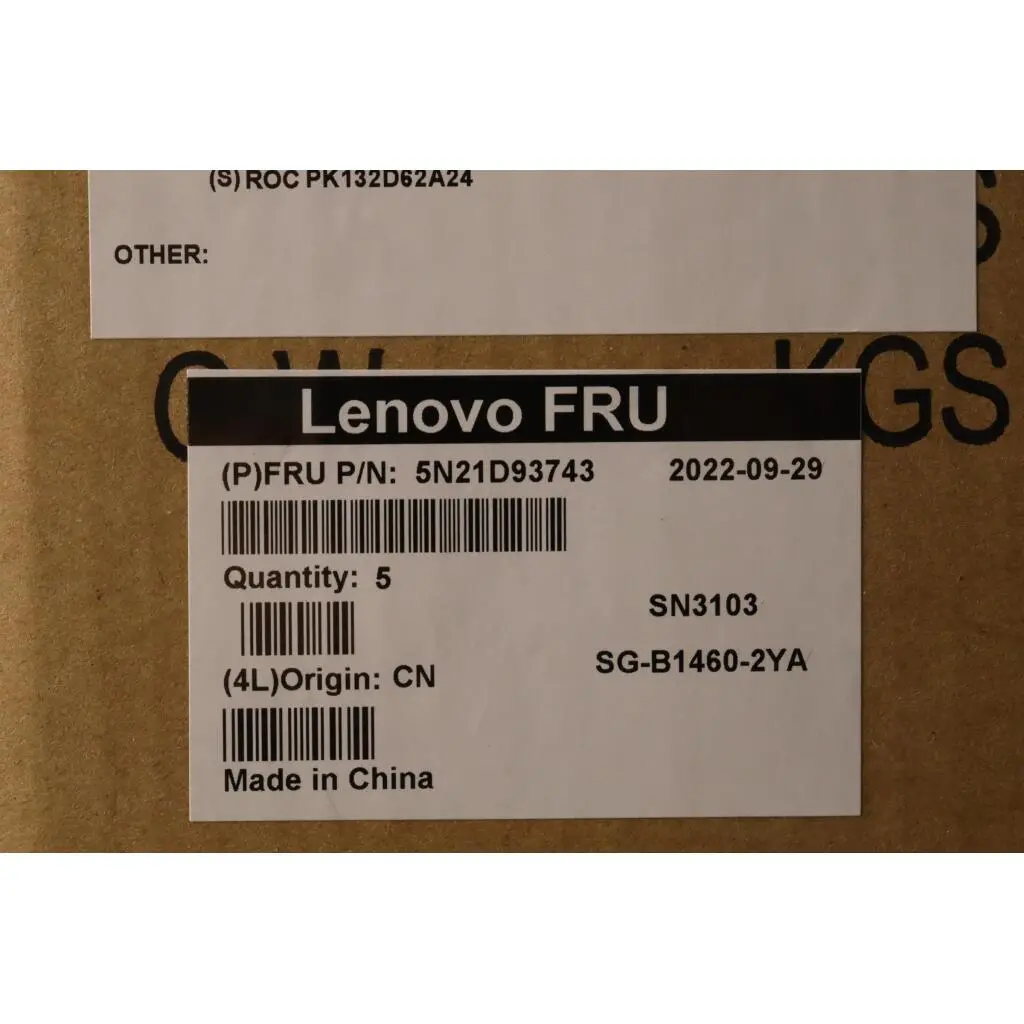 (S) ROC PK132D62A24
OTHER:
KGS
Lenovo FRU
(P)FRU P/N: 5N21D93743 2022-09-29
Quantity: 5
SN3103
SG-B1460-2YA
(4L)Origin: CN
Made in China